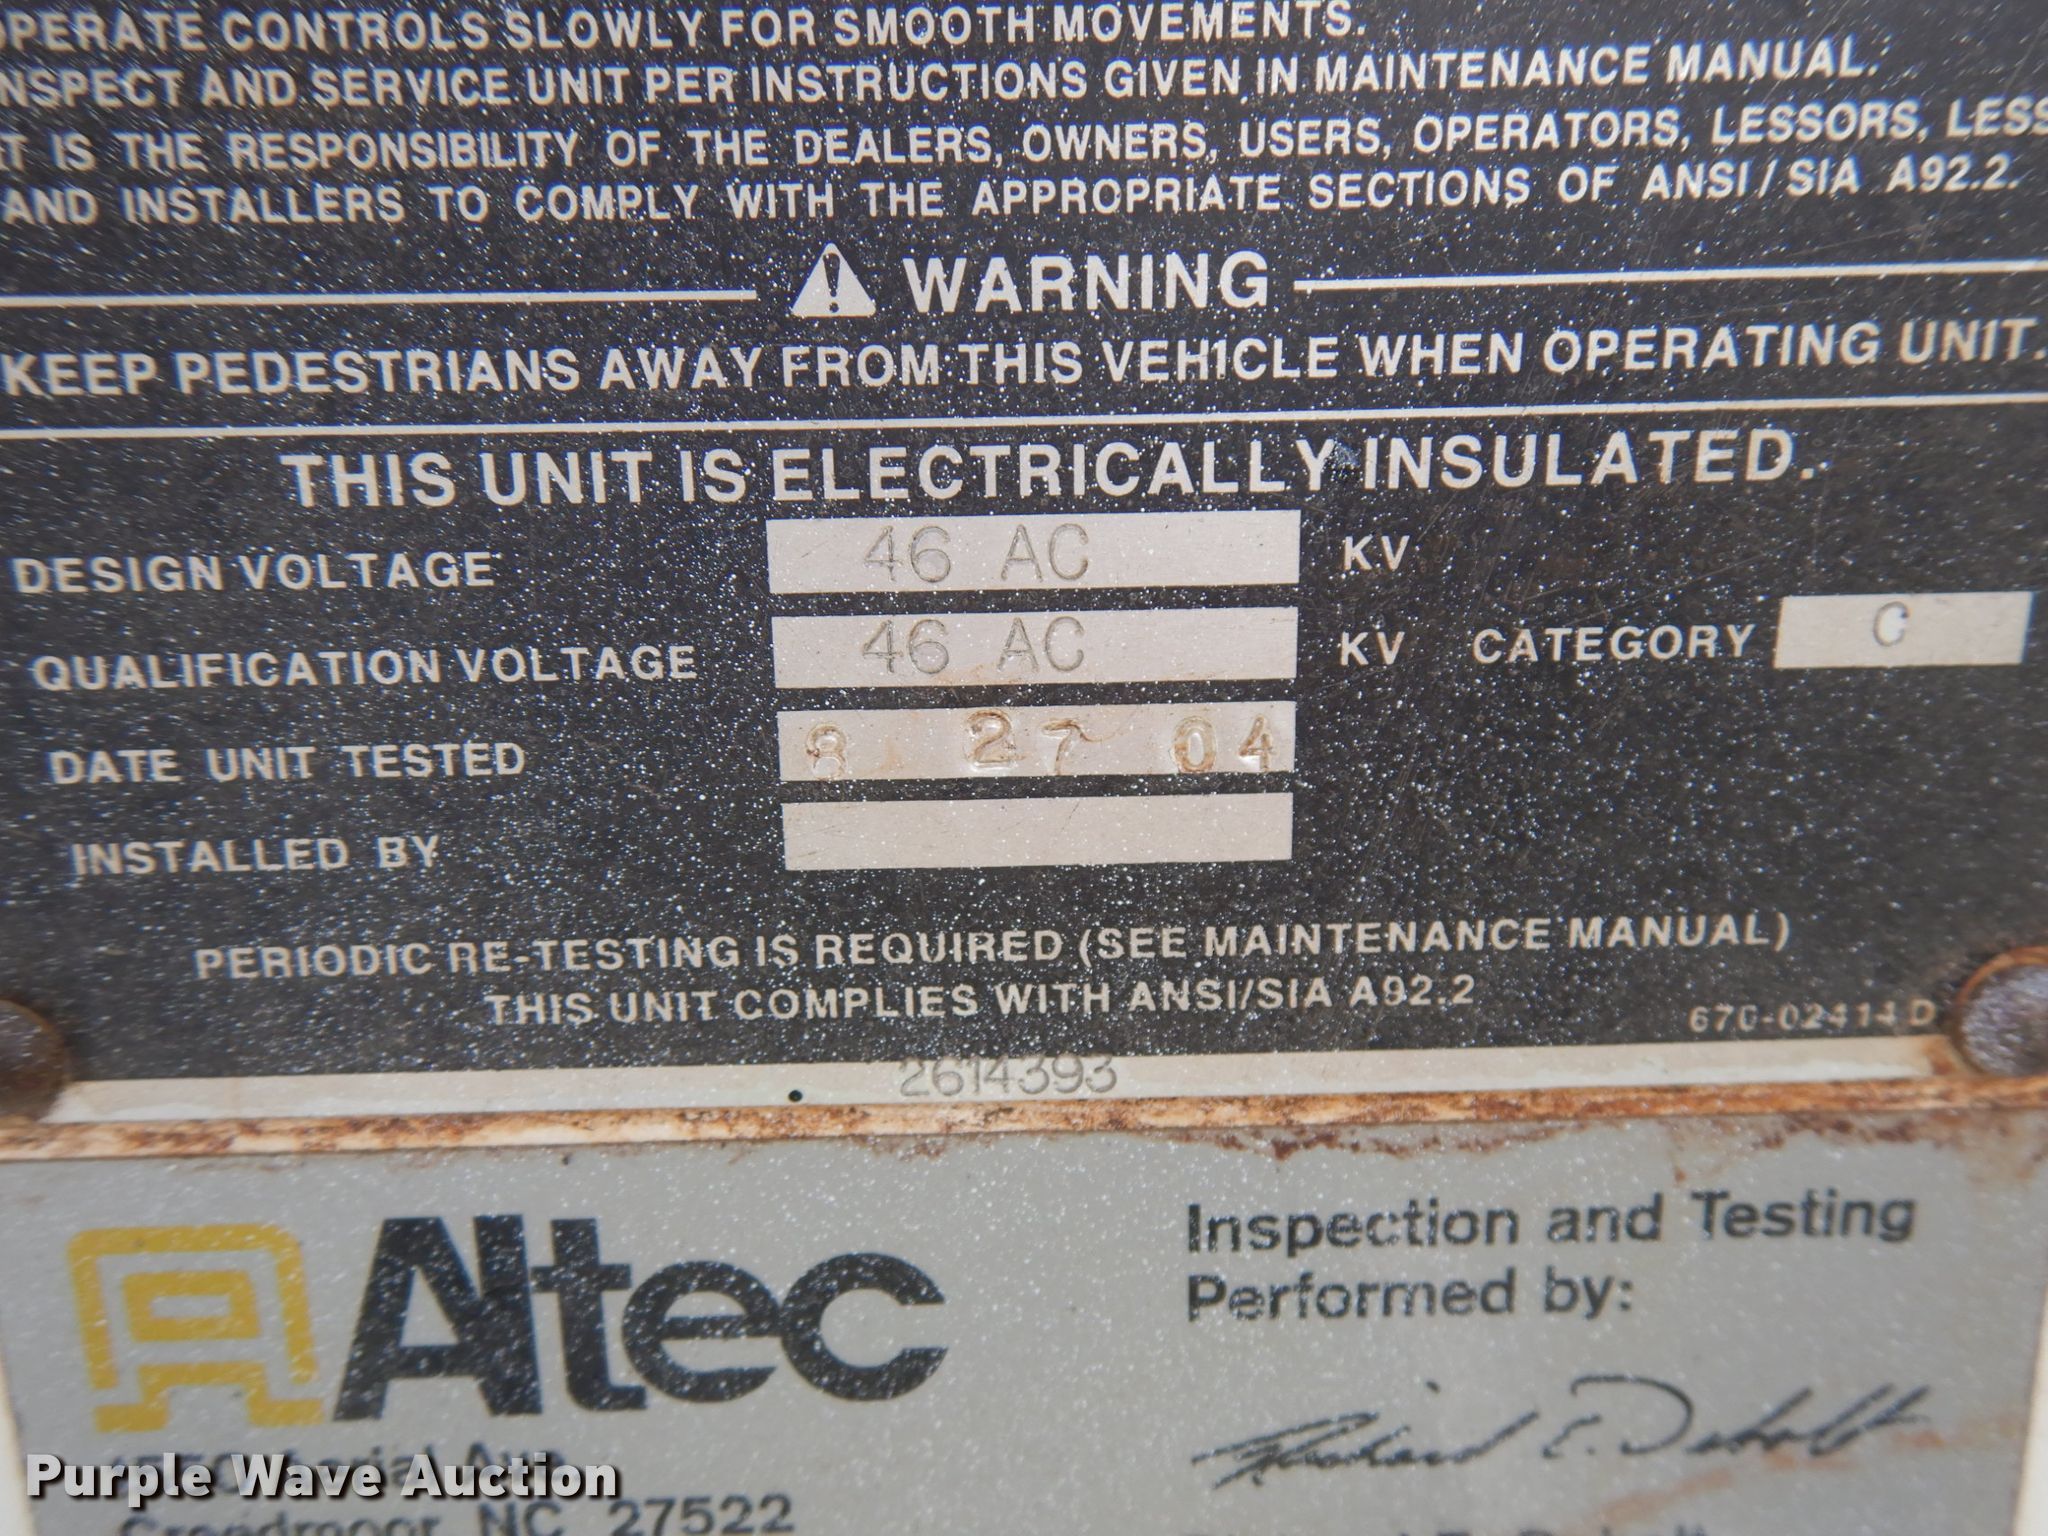 OPERATE CONTROLS SLOWLY FOR SMOOTH MOVEMENTS.
INSPECT AND SERVICE UNIT PER INSTRUCTIONS GIVEN IN MAINTENANCE MANUAL.
IT IS THE RESPONSIBILITY OF THE DEALERS, OWNERS, USERS, OPERATORS, LESSORS, LESS
AND INSTALLERS TO COMPLY WITH THE APPROPRIATE SECTIONS OF ANSI/SIA A92.2.
WARNING
KEEP PEDESTRIANS AWAY FROM THIS VEHICLE WHEN OPERATING UNIT.
THIS UNIT IS ELECTRICALLY INSULATED.
DESIGN VOLTAGE 46 AC KV
QUALIFICATION VOLTAGE 46 AC KV CATEGORY C
DATE UNIT TESTED 8 27 04
INSTALLED BY
PERIODIC RE-TESTING IS REQUIRED (SEE MAINTENANCE MANUAL)
THIS UNIT COMPLIES WITH ANSI/SIA A92.2
670-02414 D
2614393
Altec
Inspection and Testing
Performed by:
Purple Wave Auction
Creedmoor NC 27522